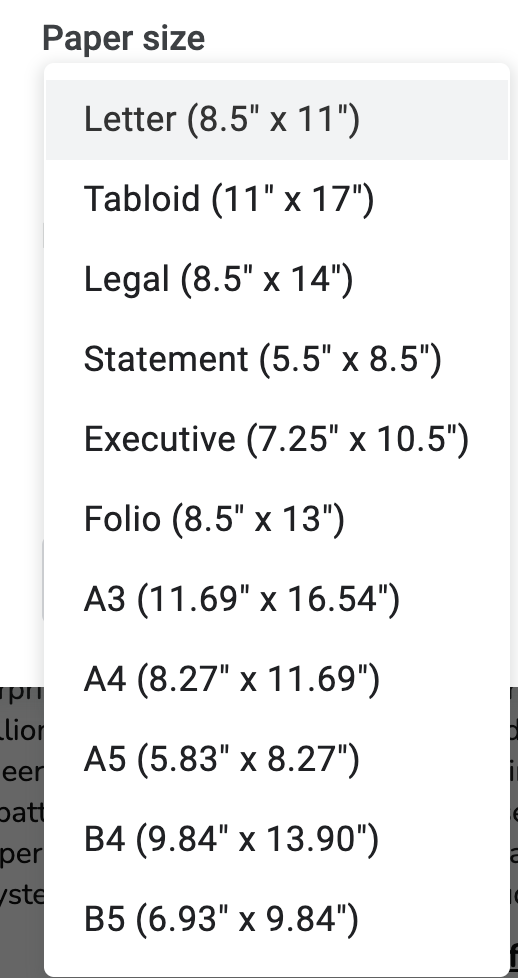 Paper size
Letter (8.5" x 11")
Tabloid (11" x 17")
Legal (8.5" x 14")
Statement (5.5" x 8.5")
Executive (7.25" x 10.5")
Folio (8.5" x 13")
A3 (11.69" x 16.54")
A4 (8.27" x 11.69")
A5 (5.83" x 8.27")
B4 (9.84" x 13.90")
B5 (6.93" x 9.84")